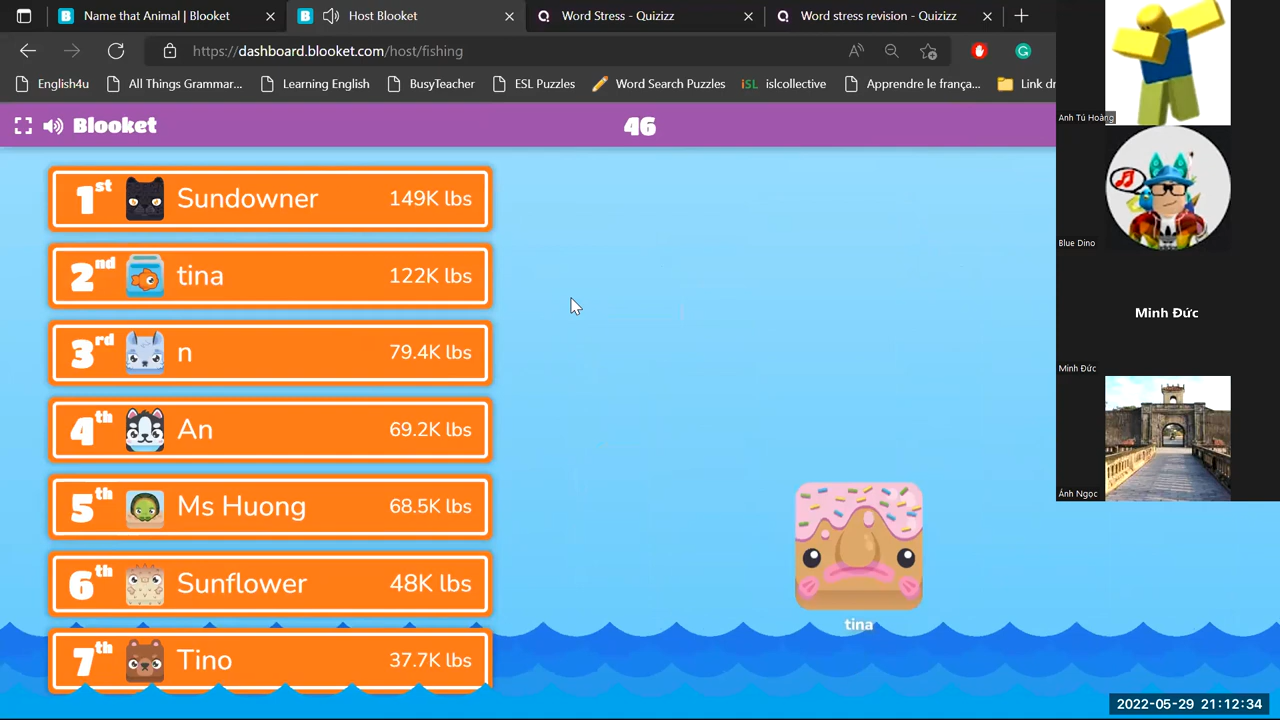 Name that Animal | Blooket
Host Blooket
Word Stress - Quizizz
Word stress revision - Quizizz
https://dashboard.blooket.com/host/fishing
English4u
All Things Grammar...
Learning English
BusyTeacher
ESL Puzzles
Word Search Puzzles
iSL islcollective
Apprendre le frança...
Link dr
Blooket
46
1st Sundowner 149K lbs
2nd tina 122K lbs
3rd n 79.4K lbs
4th An 69.2K lbs
5th Ms Huong 68.5K lbs
6th Sunflower 48K lbs
7th Tino 37.7K lbs
tina
Anh Tú Hoàng
Blue Dino
Minh Đức
Minh Đức
Ánh Ngọc
2022-05-29 21:12:34